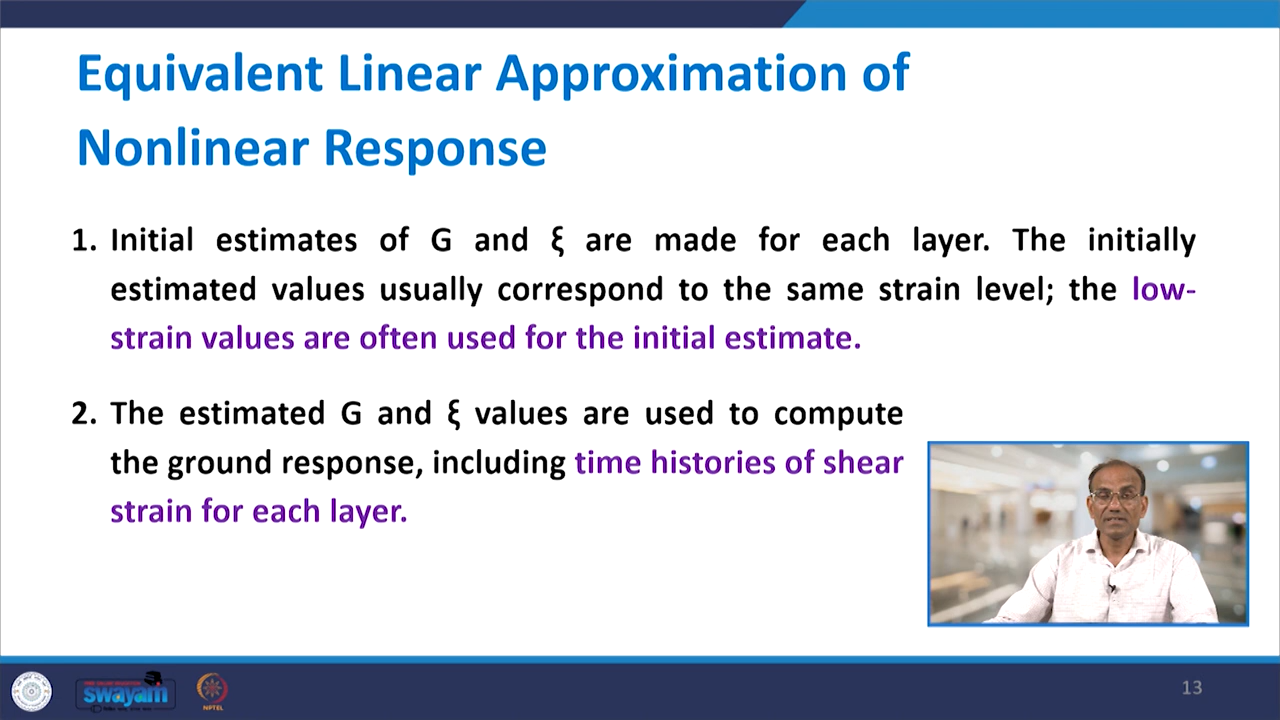 Equivalent Linear Approximation of
Nonlinear Response
1. Initial estimates of G and ξ are made for each layer. The initially
estimated values usually correspond to the same strain level; the low-
strain values are often used for the initial estimate.
2. The estimated G and ξ values are used to compute
the ground response, including time histories of shear
strain for each layer.
swayam
NPTEL
13